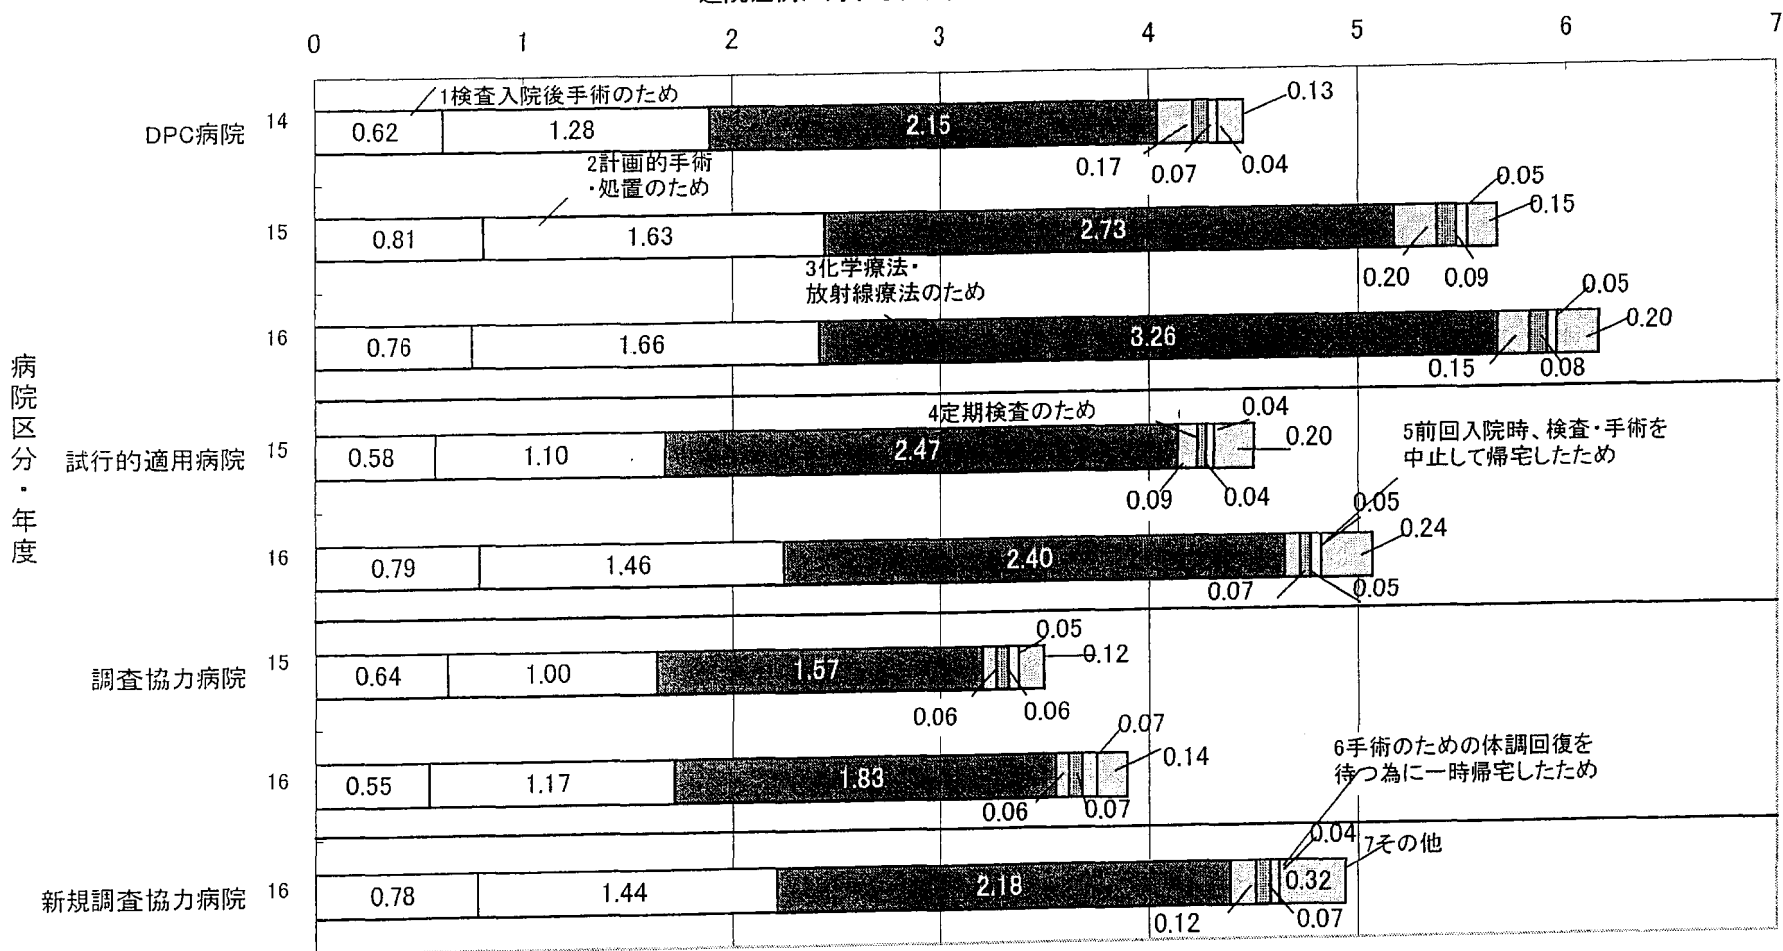 0 1 2 3 4 5 6 7
病院区分・年度
1検査入院後手術のため
DPC病院 14 0.62 1.28 2.15 0.13
0.17 0.07 0.04
2計画的手術
・処置のため
0.05
15 0.81 1.63 2.73 0.15
0.20 0.09
3化学療法・
放射線療法のため
0.05
16 0.76 1.66 3.26 0.20
0.15 0.08
4定期検査のため 0.04
試行的適用病院 15 0.58 1.10 2.47 0.20
0.09 0.04
5前回入院時、検査・手術を
中止して帰宅したため
0.05
16 0.79 1.46 2.40 0.24
0.07 0.05
0.05
調査協力病院 15 0.64 1.00 1.57 0.12
0.06 0.06
0.07
16 0.55 1.17 1.83 0.14
0.06 0.07
6手術のための体調回復を
待つ為に一時帰宅したため
0.04 7その他
新規調査協力病院 16 0.78 1.44 2.18 0.32
0.12 0.07